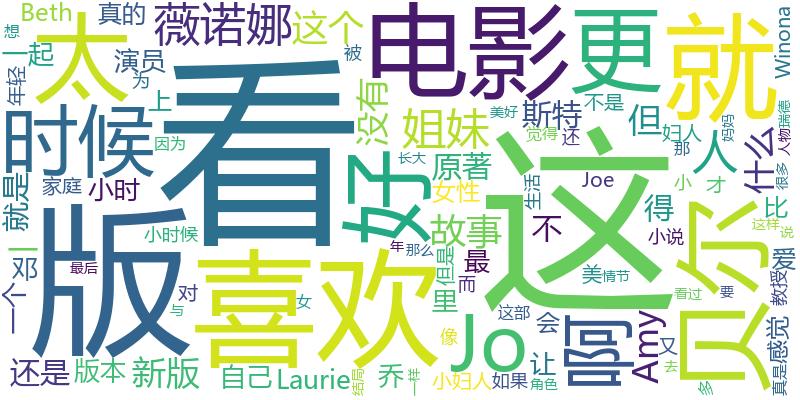 Beth
真的
薇诺娜
这个
电影
更
就
Winona
想
一起
演员
被
年轻
太
为
上
没有
姐妹
美好
斯特
不是
但
妇人
妈妈
瑞德
人物
时候
看
因为
好
长大
原著
觉得
还
那
人
什么
很多
就是
家庭
小时
女性
这
生活
Joe
小
才
版
小时候
喜欢
故事
不
得
小说
比
这样
说
一
邓
一个
最后
年
那么
但是
最
美
情节
贝尔
爱
对
与
女
里
而
这部
会
啊
Amy
看过
要
教授
真是
感觉
还是
版本
新版
自己
Laurie
结局
乔
一样
像
小妇人
Jo
如果
让
角色
又
去
多